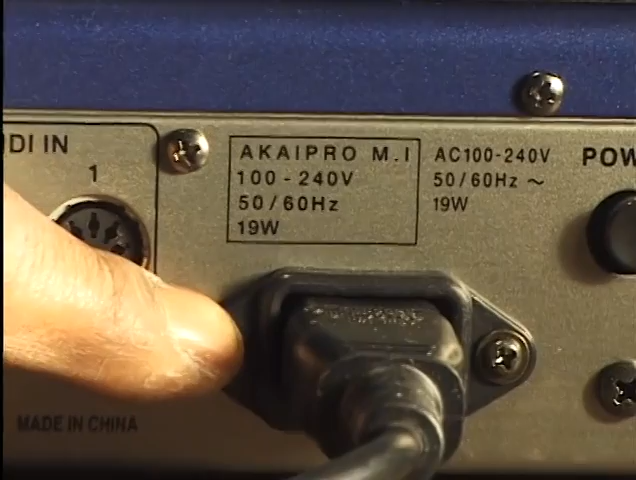 DI IN
1
AKAIPRO M.I
100-240V
50/60Hz
19W
AC100-240V
50/60Hz ~
19W
POW
MADE IN CHINA